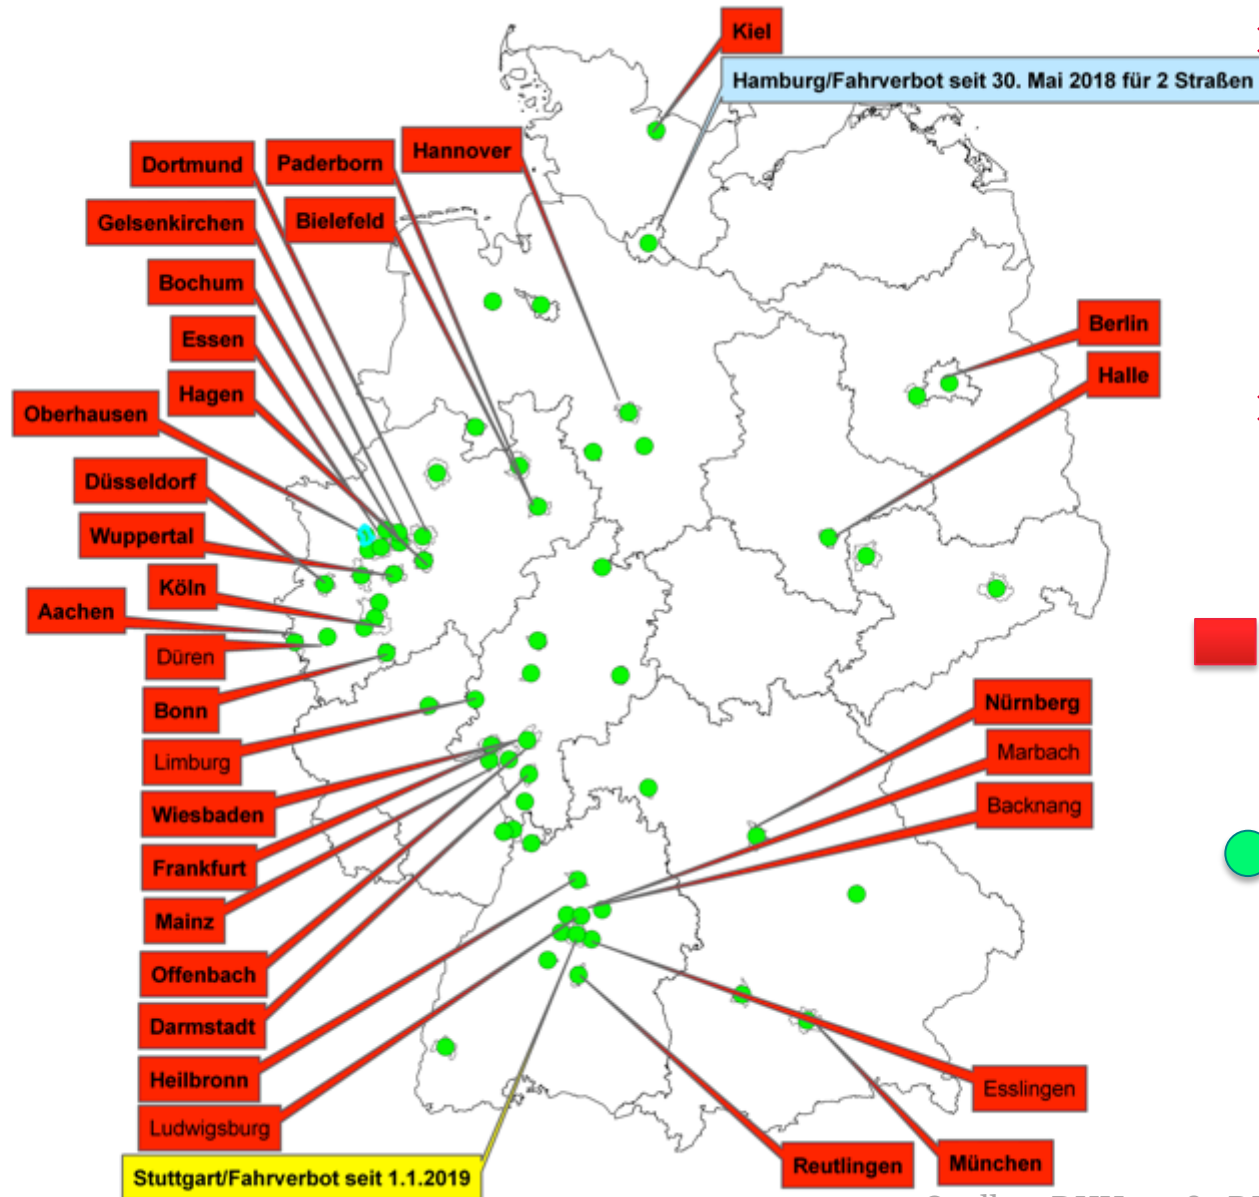 Kiel
Hamburg/Fahrverbot seit 30. Mai 2018 für 2 Straßen
Hannover
Paderborn
Dortmund
Bielefeld
Gelsenkirchen
Bochum
Essen
Hagen
Oberhausen
Düsseldorf
Wuppertal
Köln
Aachen
Düren
Bonn
Limburg
Wiesbaden
Frankfurt
Mainz
Offenbach
Darmstadt
Heilbronn
Ludwigsburg
Stuttgart/Fahrverbot seit 1.1.2019
Berlin
Halle
Nürnberg
Marbach
Backnang
Esslingen
München
Reutlingen